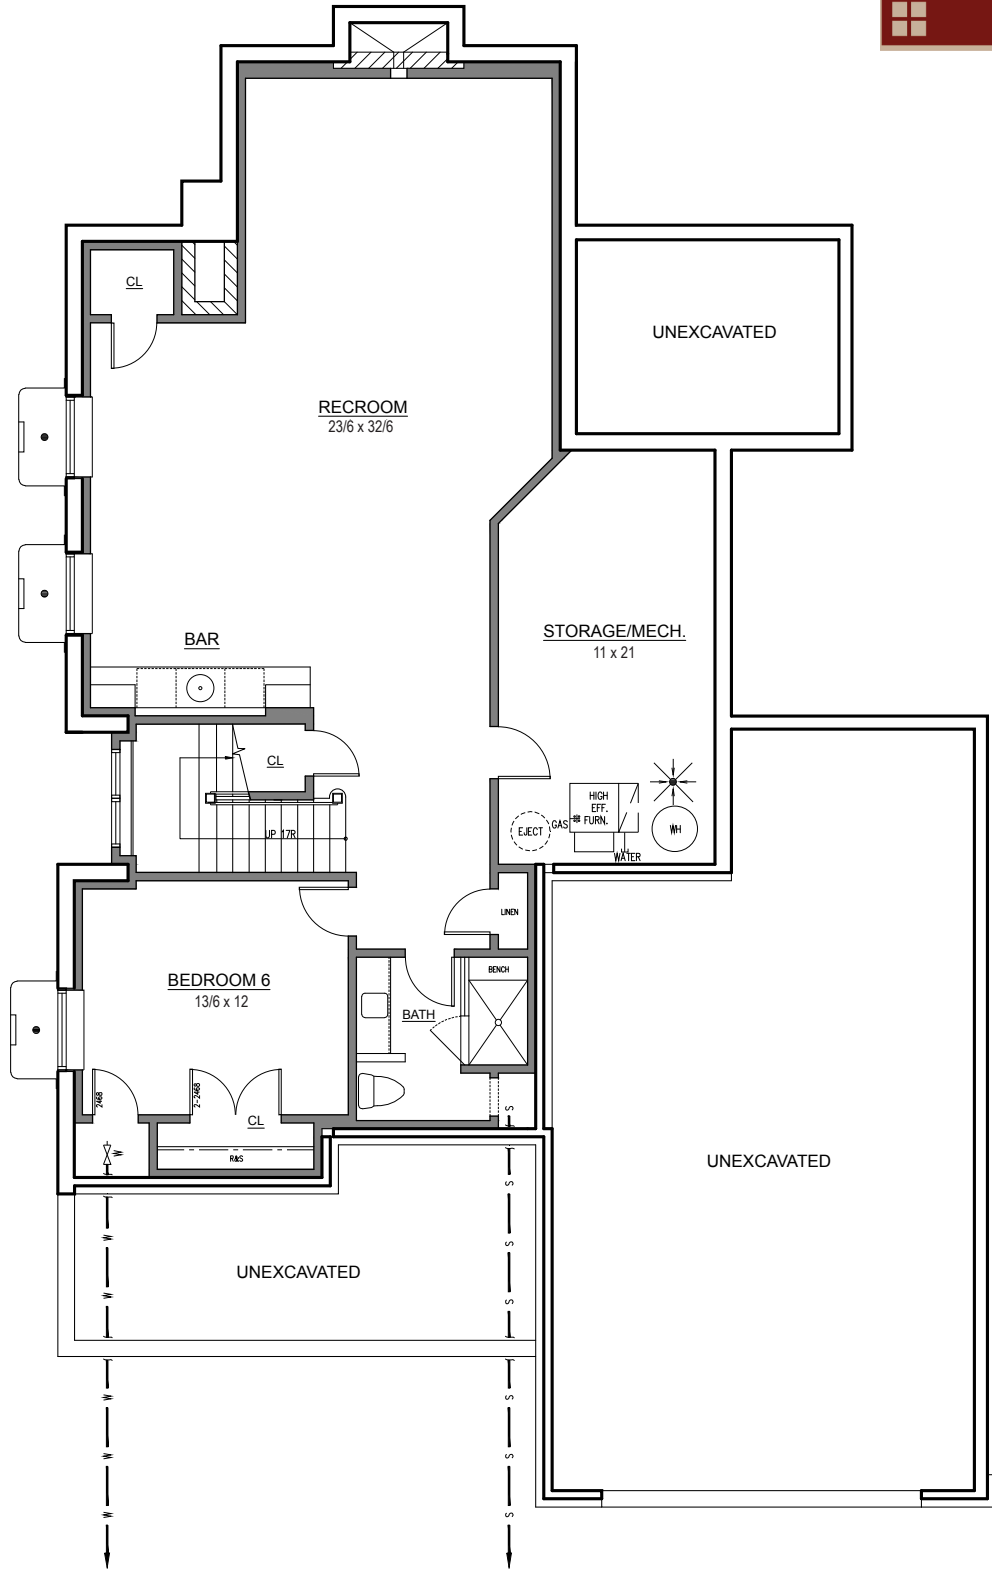 CL
UNEXCAVATED
RECROOM
23/6 x 32/6
BAR
STORAGE/MECH.
11 x 21
CL
HIGH
EFF.
FURN.
GAS
EJECT
WH
WATER
UP 17R
LINEN
BENCH
BEDROOM 6
13/6 x 12
BATH
2468
2-2468
CL
R&S
W
S
UNEXCAVATED
S
W
S
S
UNEXCAVATED
W
S
W
S
W
S
W
S